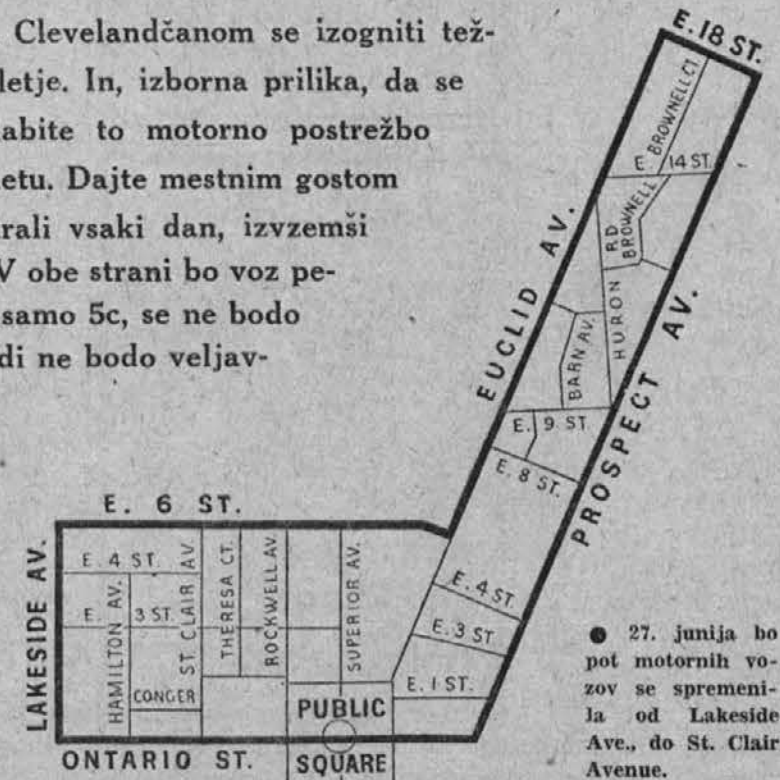 Clevelandčanom se izogniti tež-
letje. In, izborna prilika, da se
abite to motorno postrežbo
etu. Dajte mestnim gostom
rali vsaki dan, izvzemši
V obe strani bo voz pe-
samo 5c, se ne bodo
di ne bodo veljav-
E. 18 ST.
BROWNELL CT.
E 14 ST.
BROWNELL
RD
HURON
EUCLID AV.
BARN AV.
PROSPECT AV.
E. 9 ST.
E. 8 ST.
E. 6 ST.
LAKESIDE AV.
E. 4 ST.
E. 3 ST.
HAMILTON AV.
ST. CLAIR AV.
THERESA CT.
ROCKWELL AV.
SUPERIOR AV.
CONGER
E. 4 ST.
E. 3 ST
E. 1 ST.
PUBLIC
SQUARE
ONTARIO ST.
● 27. junija bo
pot motornih vo-
zov se spremeni-
la od Lakeside
Ave., do St. Clair
Avenue.